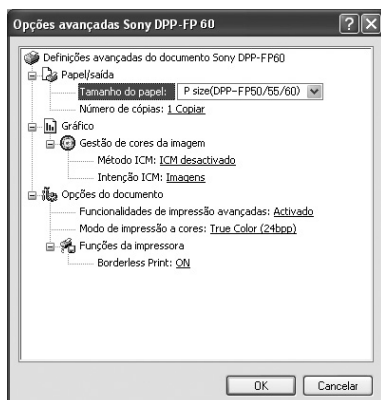 Opções avançadas Sony DPP-FP 60
Definições avançadas do documento Sony DPP-FP60
Papel/saída
Tamanho do papel: P size(DPP-FP50/55/60)
Número de cópias: 1 Copiar
Gráfico
Gestão de cores da imagem
Método ICM: ICM desactivado
Intenção ICM: Imagens
Opções do documento
Funcionalidades de impressão avançadas: Activado
Modo de impressão a cores: True Color (24bpp)
Funções da impressora
Borderless Print: ON
OK Cancelar